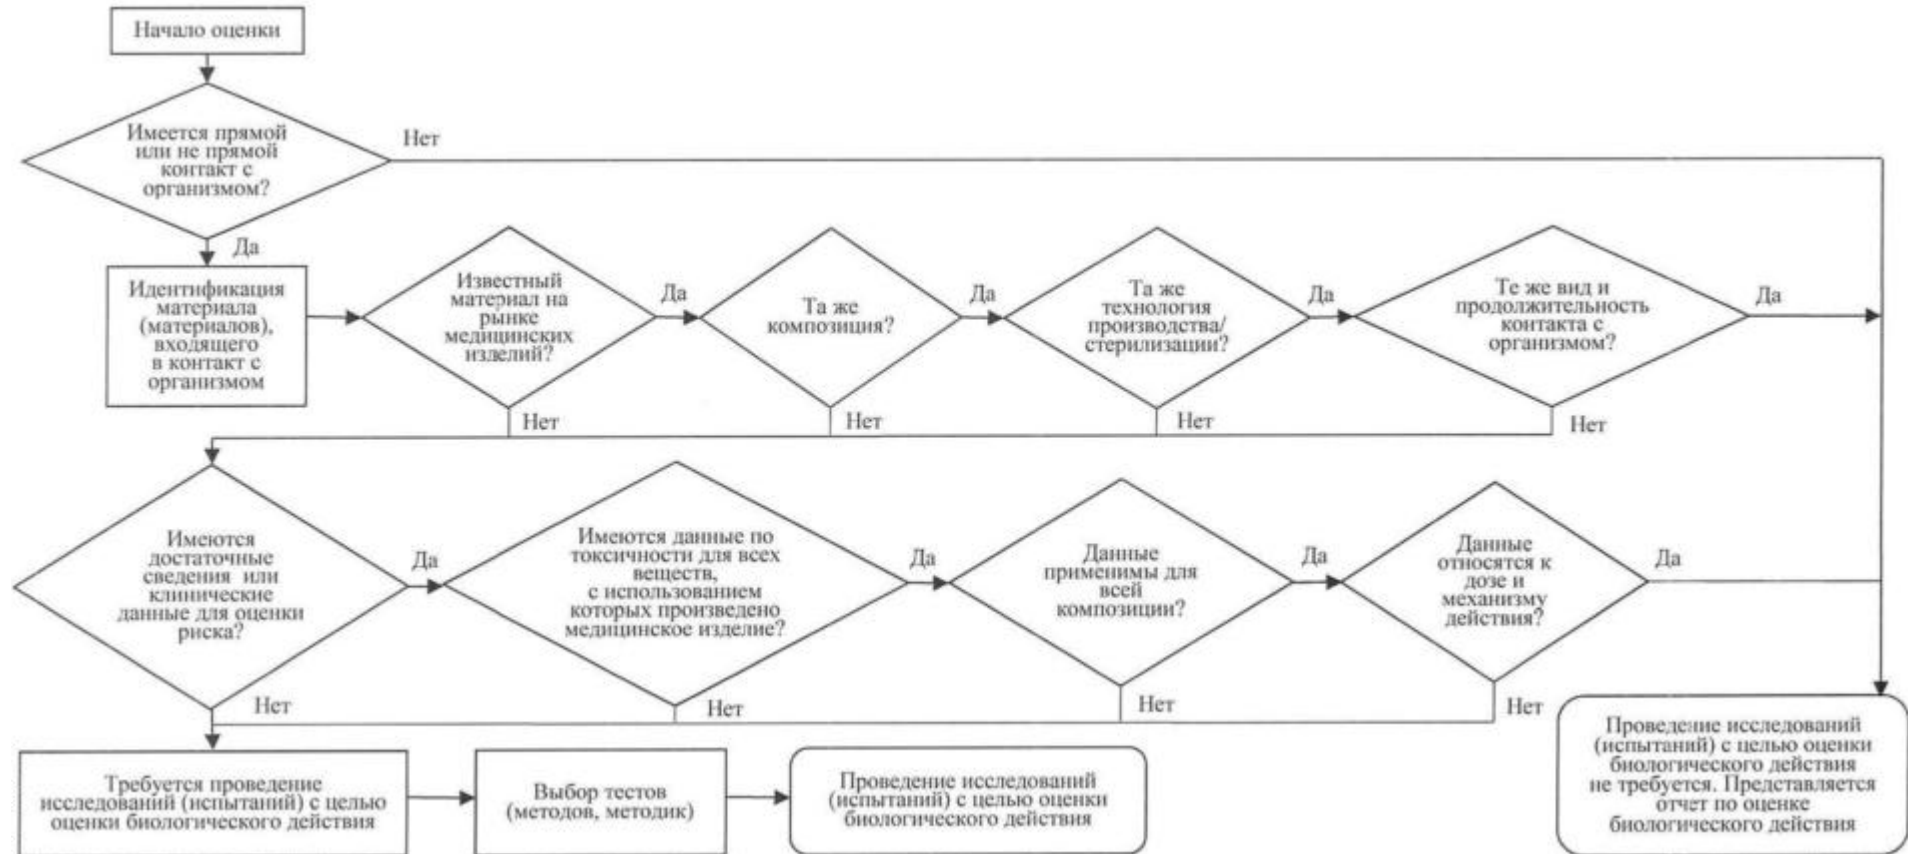 Начало оценки
Имеется прямой
или не прямой
контакт с
организмом?
Нет
Да
Идентификация
материала
(материалов),
входящего
в контакт с
организмом
Известный
материал на
рынке
медицинских
изделий?
Да
Нет
Та же
композиция?
Да
Нет
Та же
технология
производства/
стерилизации?
Да
Нет
Те же вид и
продолжительность
контакта с
организмом?
Да
Нет
Имеются
достаточные
сведения или
клинические
данные для оценки
риска?
Да
Нет
Имеются данные по
токсичности для всех
веществ,
с использованием
которых произведено
медицинское изделие?
Да
Нет
Данные
применимы для
всей
композиции?
Да
Нет
Данные
относятся к
дозе и
механизму
действия?
Да
Нет
Требуется проведение
исследований (испытаний) с целью
оценки биологического действия
Выбор тестов
(методов, методик)
Проведение исследований
(испытаний) с целью оценки
биологического действия
Проведение исследований
(испытаний) с целью оценки
биологического действия
не требуется. Представляется
отчет по оценке
биологического действия